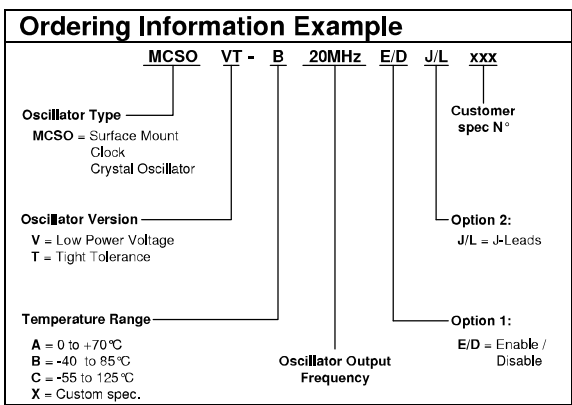 Ordering Information Example
MCSO VT - B 20MHz E/D J/L xxx
Customer
spec N°
Oscillator Type
MCSO = Surface Mount
Clock
Crystal Oscillator
Oscillator Version
V = Low Power Voltage
T = Tight Tolerance
Option 2:
J/L = J-Leads
Temperature Range
A = 0 to +70°C
B = -40 to 85°C
C = -55 to 125°C
X = Custom spec.
Oscillator Output
Frequency
Option 1:
E/D = Enable /
Disable